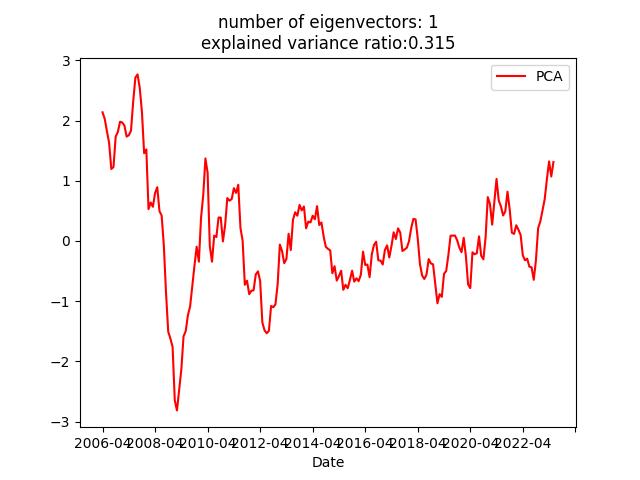 number of eigenvectors: 1
explained variance ratio:0.315
PCA
3
2
1
0
−1
−2
−3
2006-04 2008-04 2010-04 2012-04 2014-04 2016-04 2018-04 2020-04 2022-04
Date